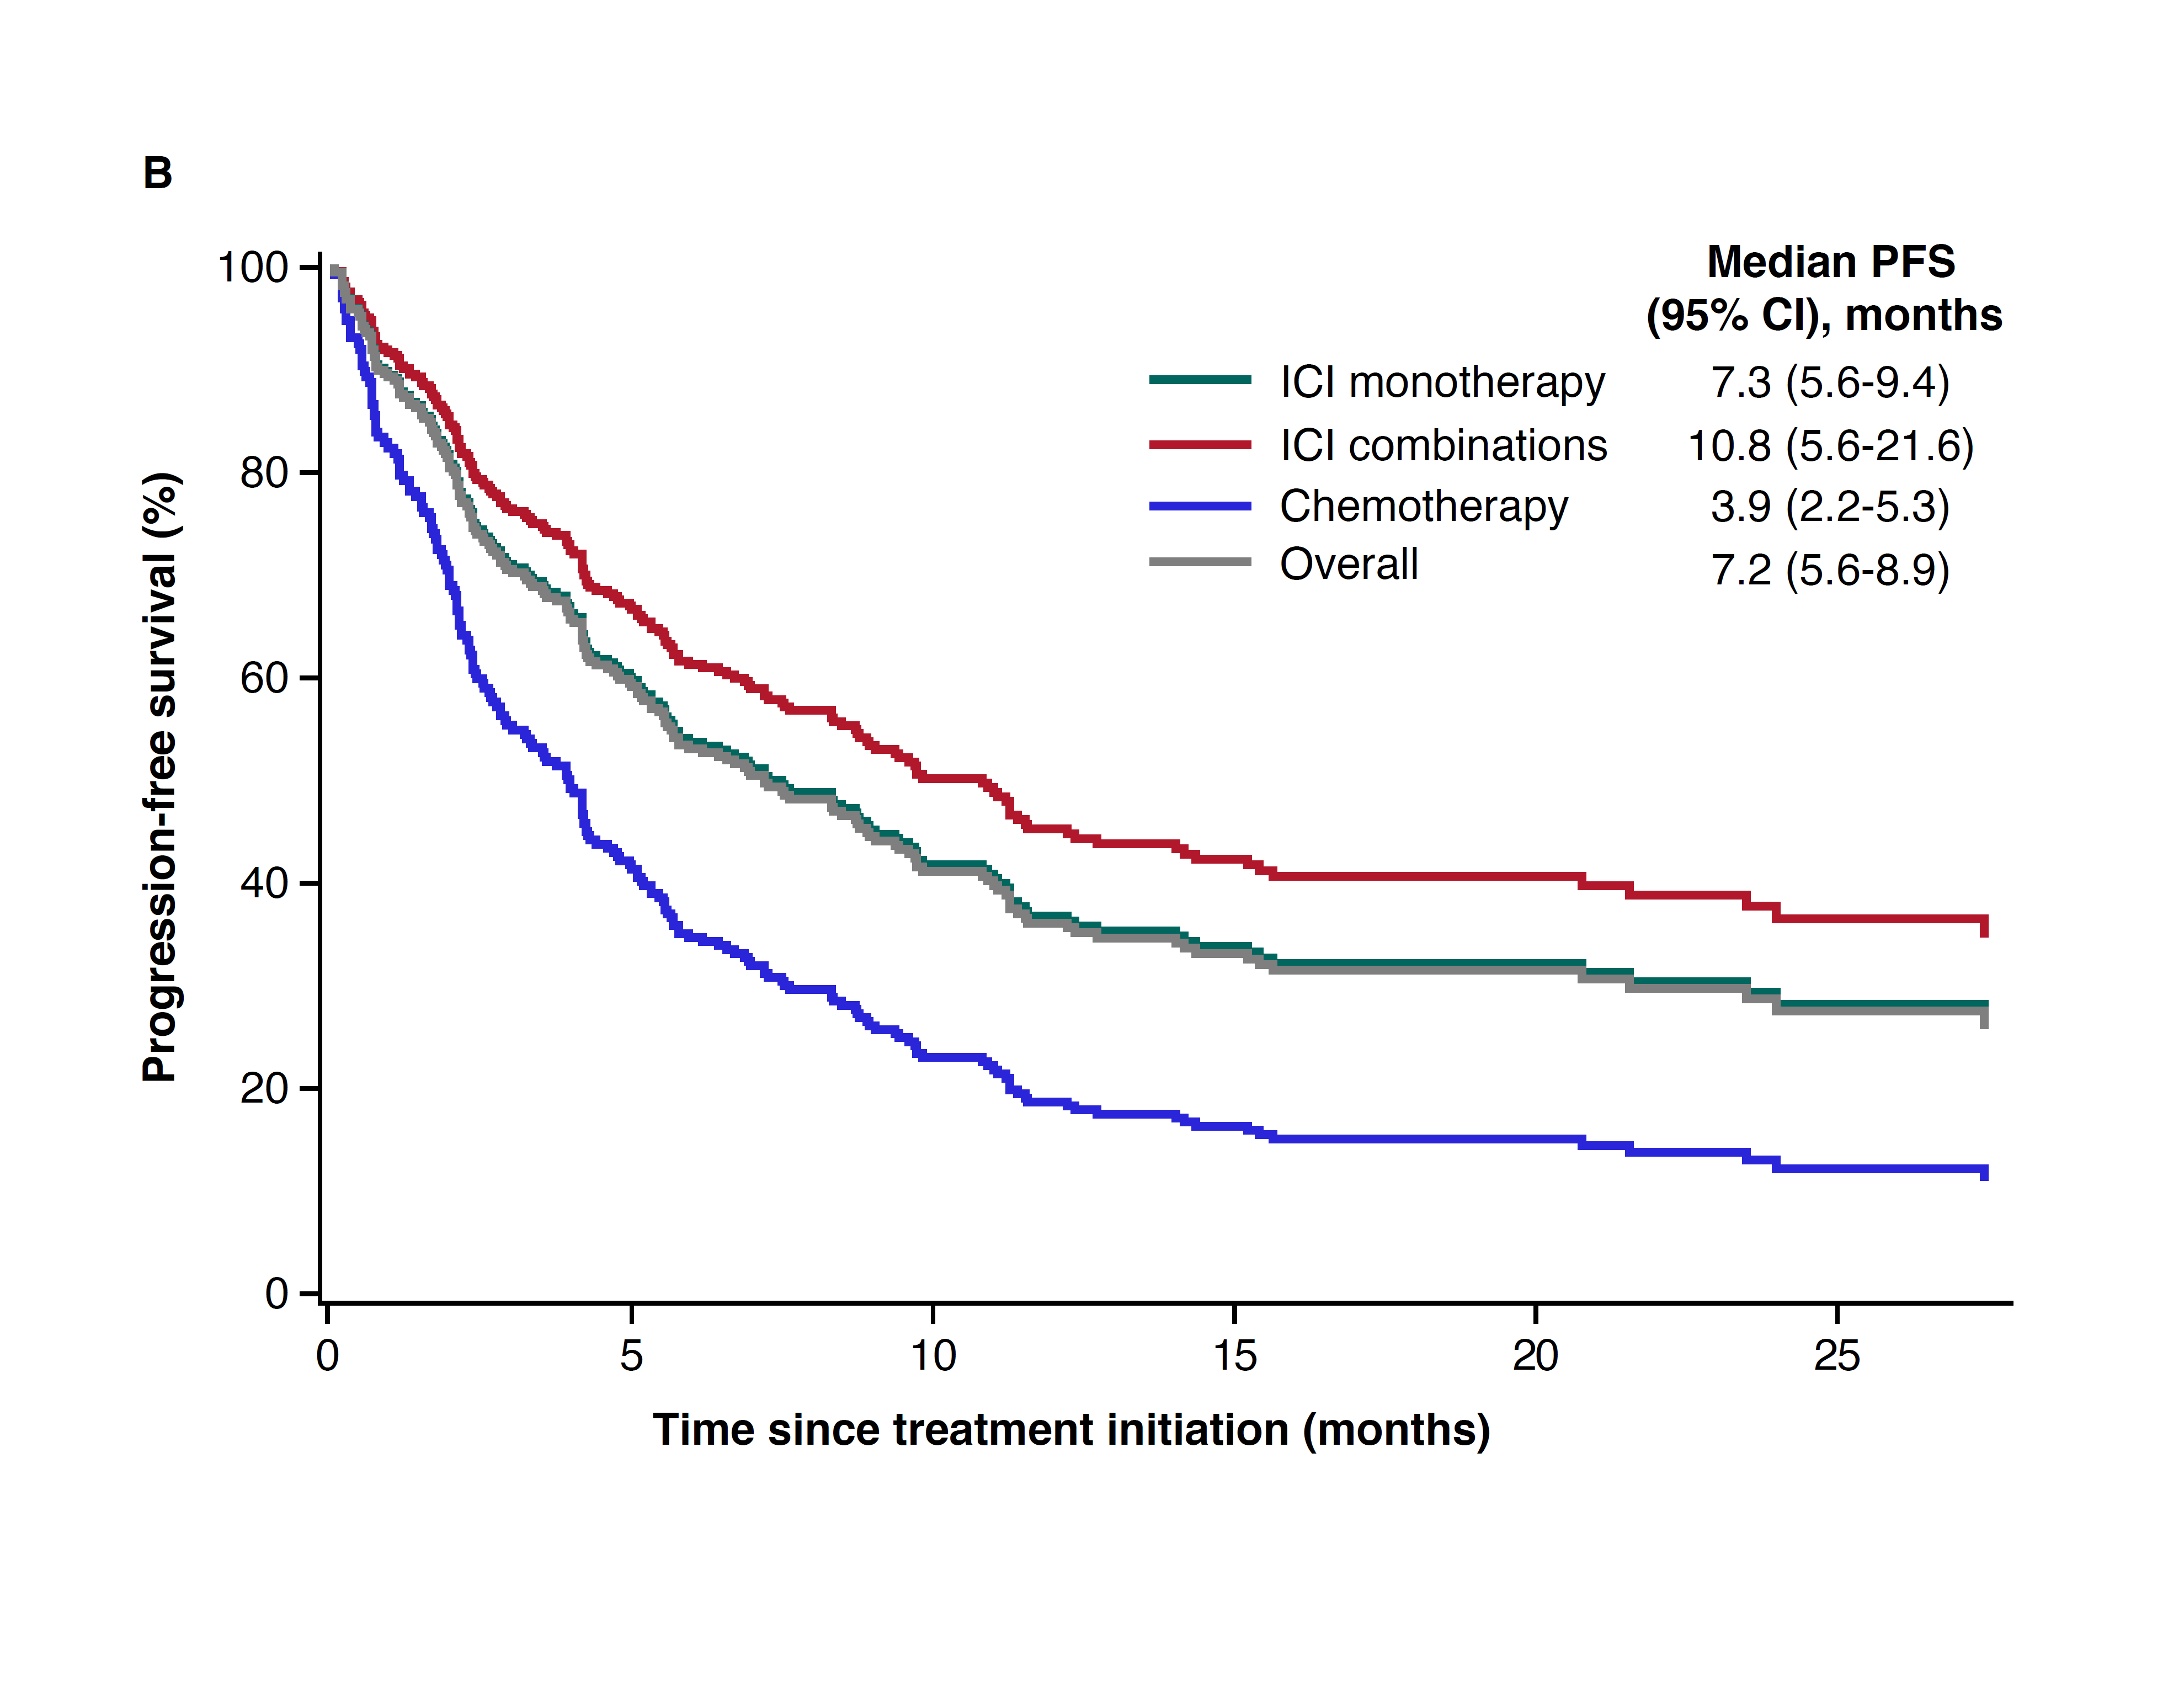 B
Median PFS
(95% CI), months
ICI monotherapy 7.3 (5.6-9.4)
ICI combinations 10.8 (5.6-21.6)
Chemotherapy 3.9 (2.2-5.3)
Overall 7.2 (5.6-8.9)
Progression-free survival (%)
100
80
60
40
20
0
0 5 10 15 20 25
Time since treatment initiation (months)